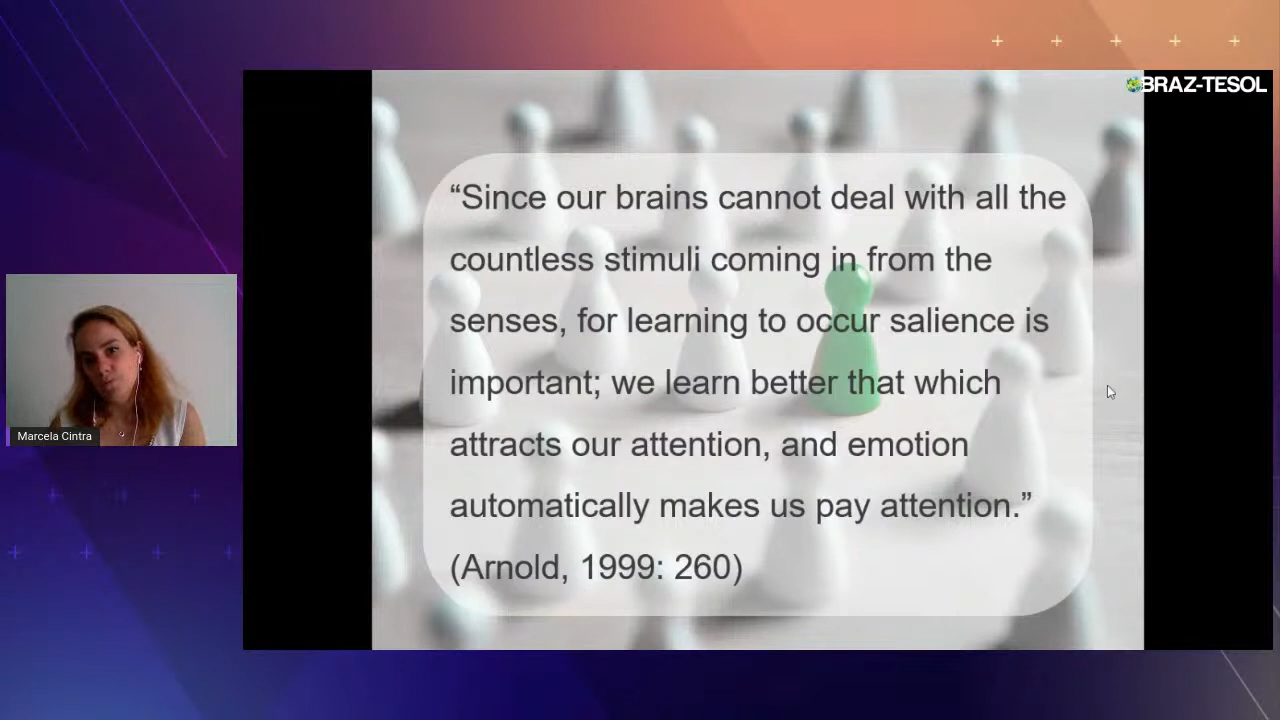 BRAZ-TESOL
“Since our brains cannot deal with all the
countless stimuli coming in from the
senses, for learning to occur salience is
important; we learn better that which
attracts our attention, and emotion
automatically makes us pay attention.”
(Arnold, 1999: 260)
Marcela Cintra